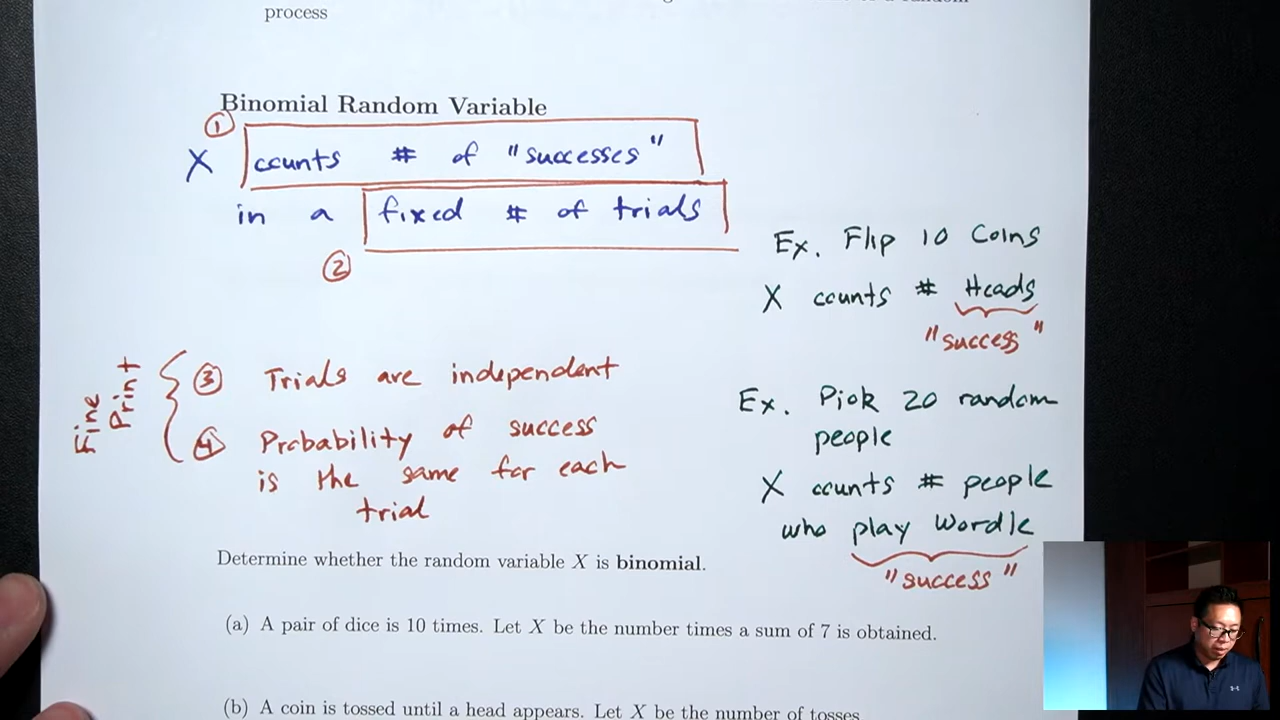 process
Binomial Random Variable
①
X counts # of "successes"
in a fixed # of trials
②
Fine Print
③ Trials are independent
④ Probability of success
is the same for each
trial
Ex. Flip 10 Coins
X counts # Heads
"success"
Ex. Pick 20 random
people
X counts # people
who play Wordle
"success"
Determine whether the random variable X is binomial.
(a) A pair of dice is 10 times. Let X be the number times a sum of 7 is obtained.
(b) A coin is tossed until a head appears. Let X be the number of tosses